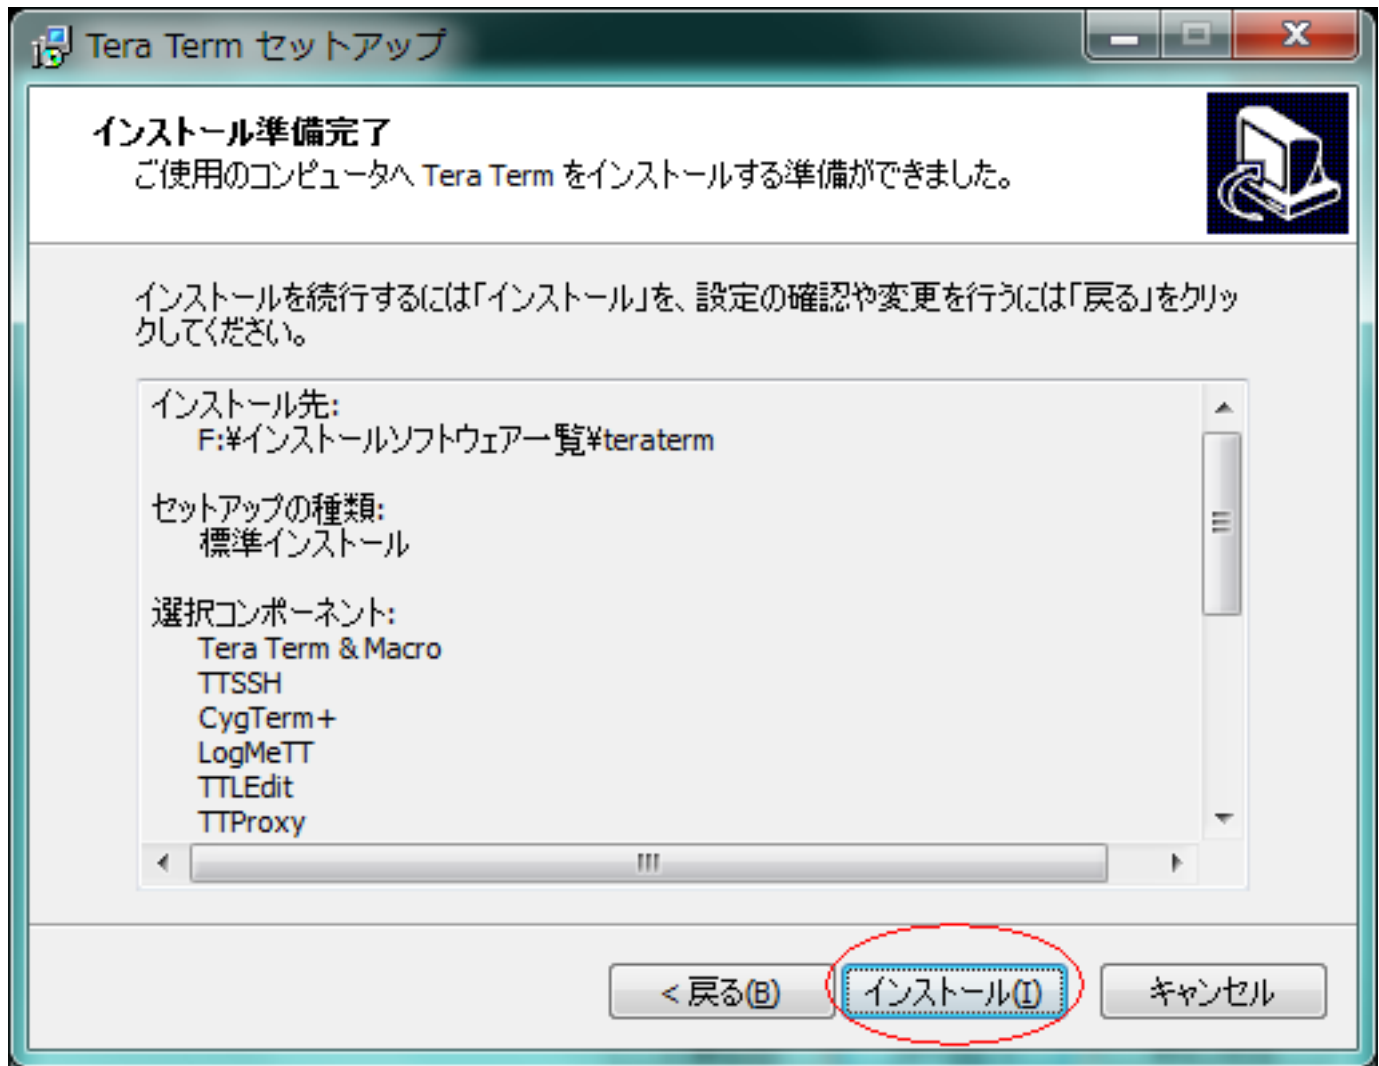 Tera Term セットアップ
インストール準備完了
ご使用のコンピュータへ Tera Term をインストールする準備ができました。
インストールを続行するには「インストール」を、設定の確認や変更を行うには「戻る」をクリッ
クしてください。
インストール先:
F:¥インストールソフトウェア一覧¥teraterm
セットアップの種類:
標準インストール
選択コンポーネント:
Tera Term & Macro
TTSSH
CygTerm+
LogMeTT
TTLEdit
TTProxy
< 戻る(B)
インストール(I)
キャンセル